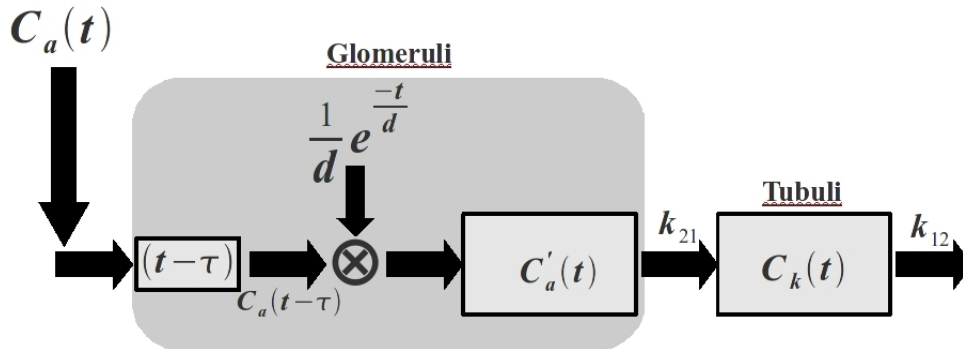 C_a(t)
Glomeruli
1/d e^(-t/d)
(t-τ)
C_a(t-τ)
⊗
C'_a(t)
k_21
Tubuli
C_k(t)
k_12